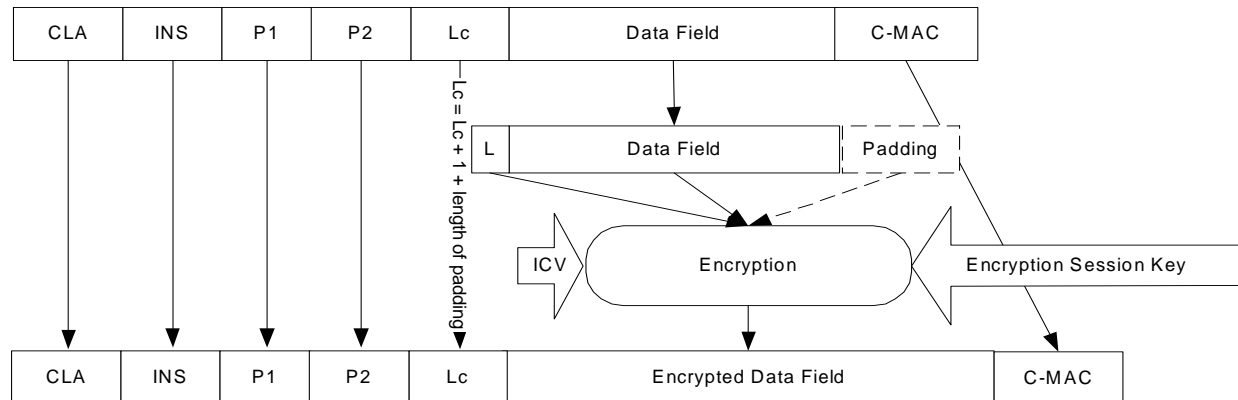 CLA INS P1 P2 Lc Data Field C-MAC
Lc = Lc + 1 + length of padding
L Data Field Padding
ICV Encryption Encryption Session Key
CLA INS P1 P2 Lc Encrypted Data Field C-MAC